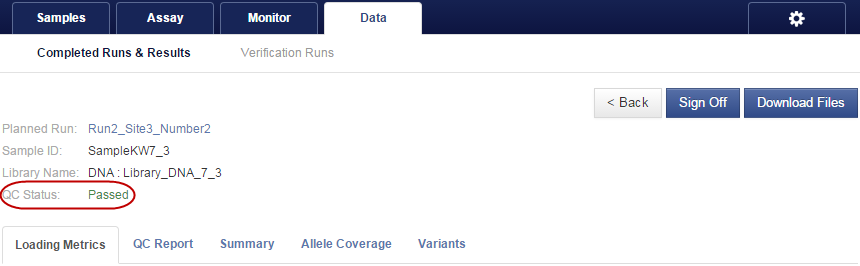 Samples Assay Monitor Data
Completed Runs & Results Verification Runs
< Back Sign Off Download Files
Planned Run: Run2_Site3_Number2
Sample ID: SampleKW7_3
Library Name: DNA : Library_DNA_7_3
QC Status: Passed
Loading Metrics QC Report Summary Allele Coverage Variants